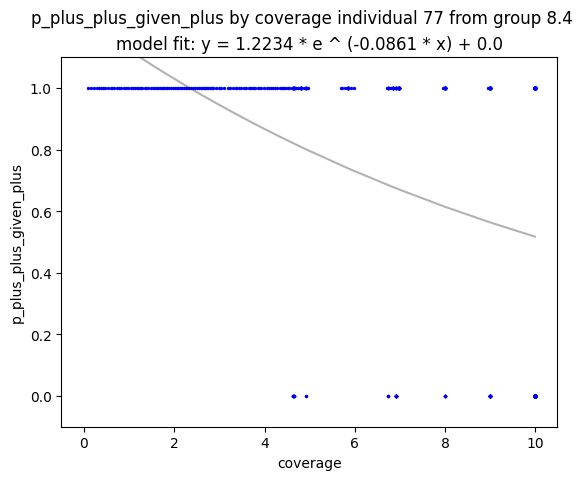 p_plus_plus_given_plus by coverage individual 77 from group 8.4
model fit: y = 1.2234 * e ^ (-0.0861 * x) + 0.0
1.0
0.8
0.6
0.4
0.2
0.0
p_plus_plus_given_plus
0 2 4 6 8 10
coverage